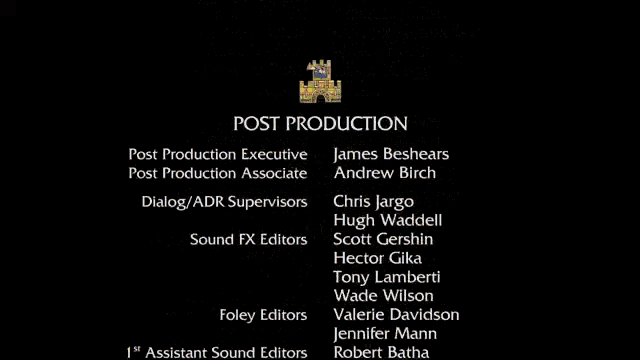 POST PRODUCTION
Post Production Executive James Beshears
Post Production Associate Andrew Birch
Dialog/ADR Supervisors Chris Jargo
Hugh Waddell
Sound FX Editors Scott Gershin
Hector Gika
Tony Lamberti
Wade Wilson
Foley Editors Valerie Davidson
Jennifer Mann
1st Assistant Sound Editors Robert Batha